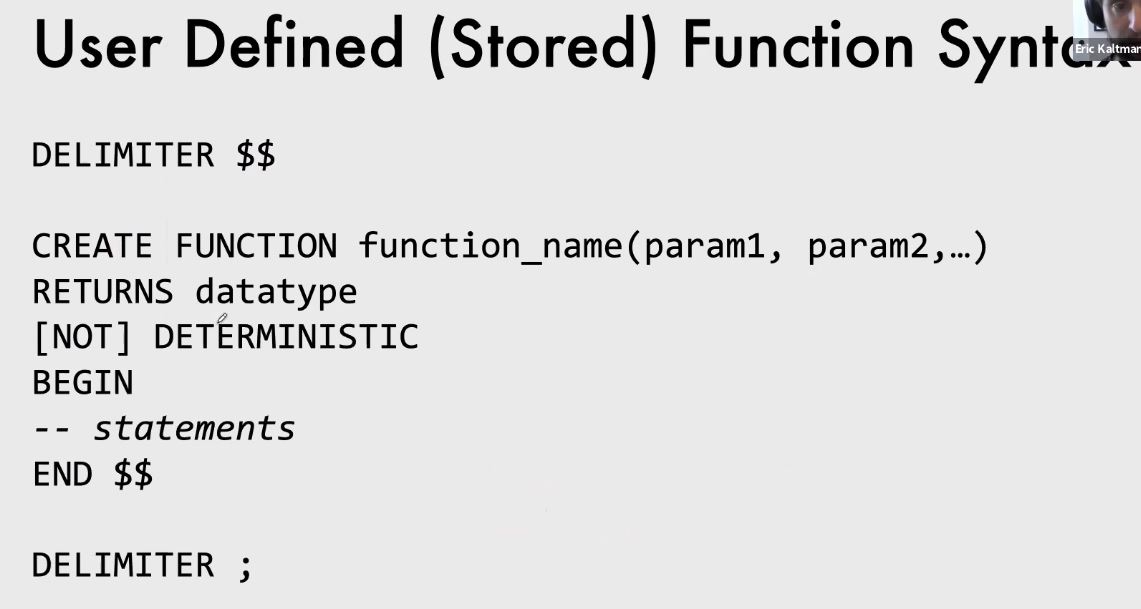 User Defined (Stored) Function Syntax
Eric Kaltman
DELIMITER $$
CREATE FUNCTION function_name(param1, param2,…)
RETURNS datatype
[NOT] DETERMINISTIC
BEGIN
-- statements
END $$
DELIMITER ;